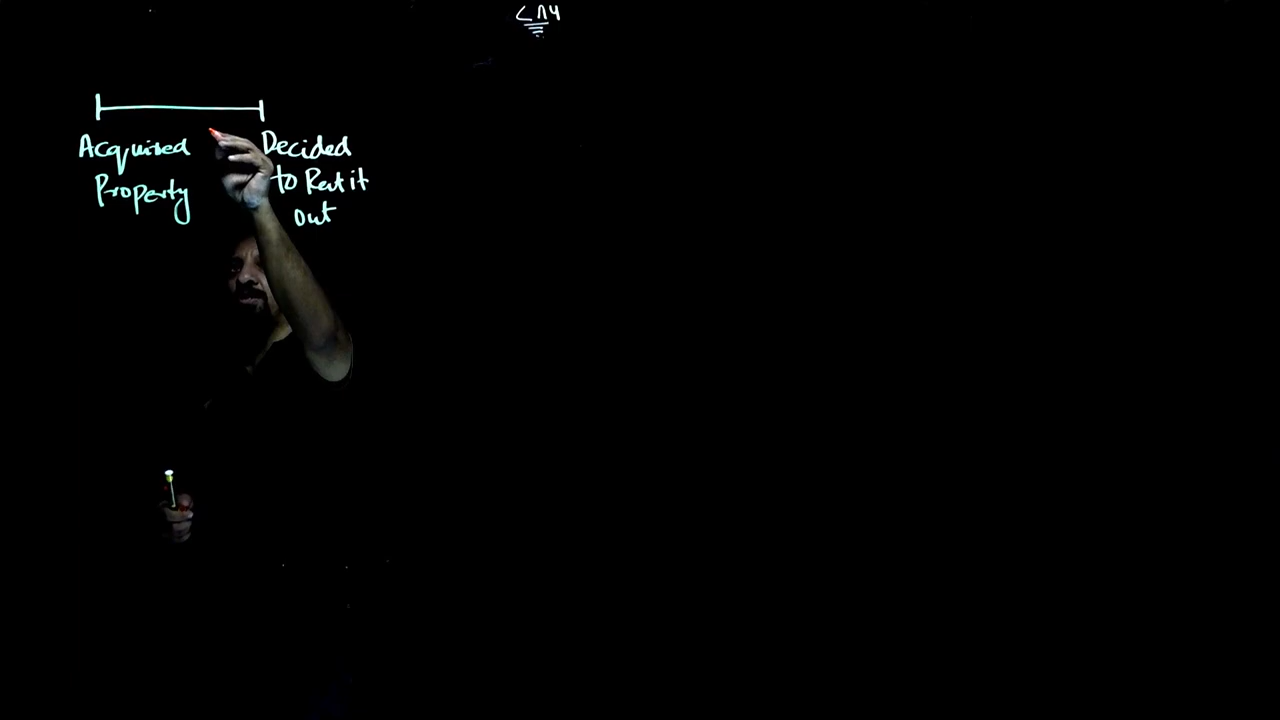 Acquired
Property
Decided
to Rent it
out